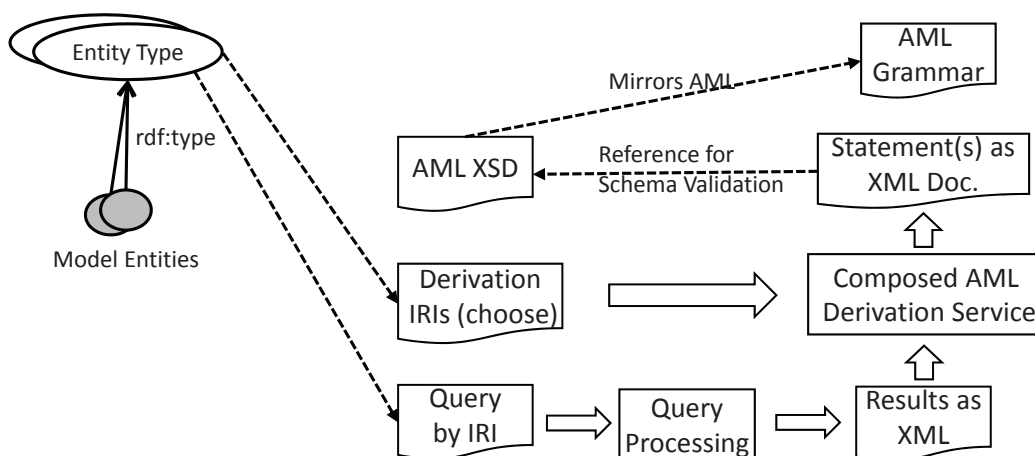 Entity Type
rdf:type
Model Entities
AML
Grammar
Mirrors AML
AML XSD
Reference for
Schema Validation
Statement(s) as
XML Doc.
Derivation
IRIs (choose)
Composed AML
Derivation Service
Query
by IRI
Query
Processing
Results as
XML